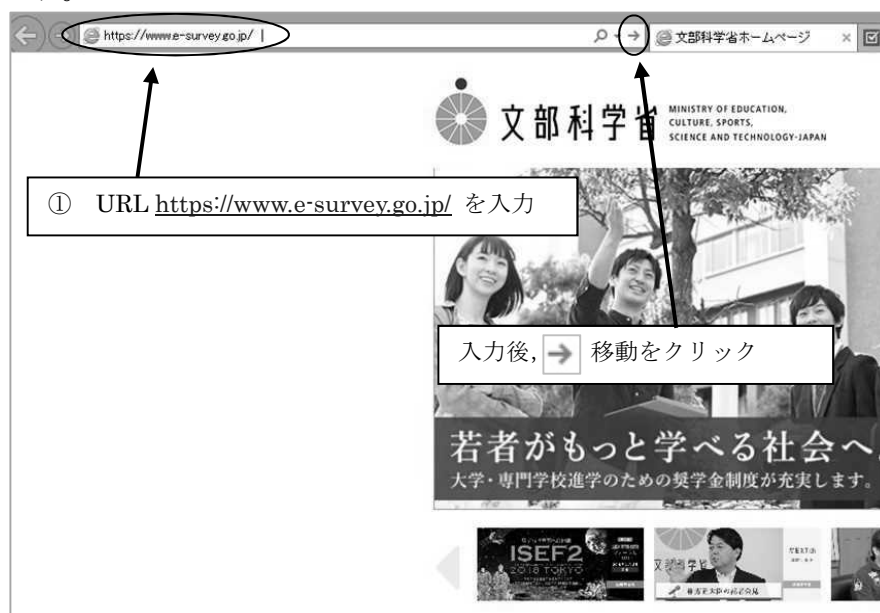 https://www.e-survey.go.jp/
文部科学省ホームページ
文部科学省
MINISTRY OF EDUCATION,
CULTURE, SPORTS,
SCIENCE AND TECHNOLOGY-JAPAN
① URL https://www.e-survey.go.jp/ を入力
入力後, → 移動をクリック
若者がもっと学べる社会へ
大学・専門学校進学のための奨学金制度が充実します。
ISEF2
2018 TOKYO